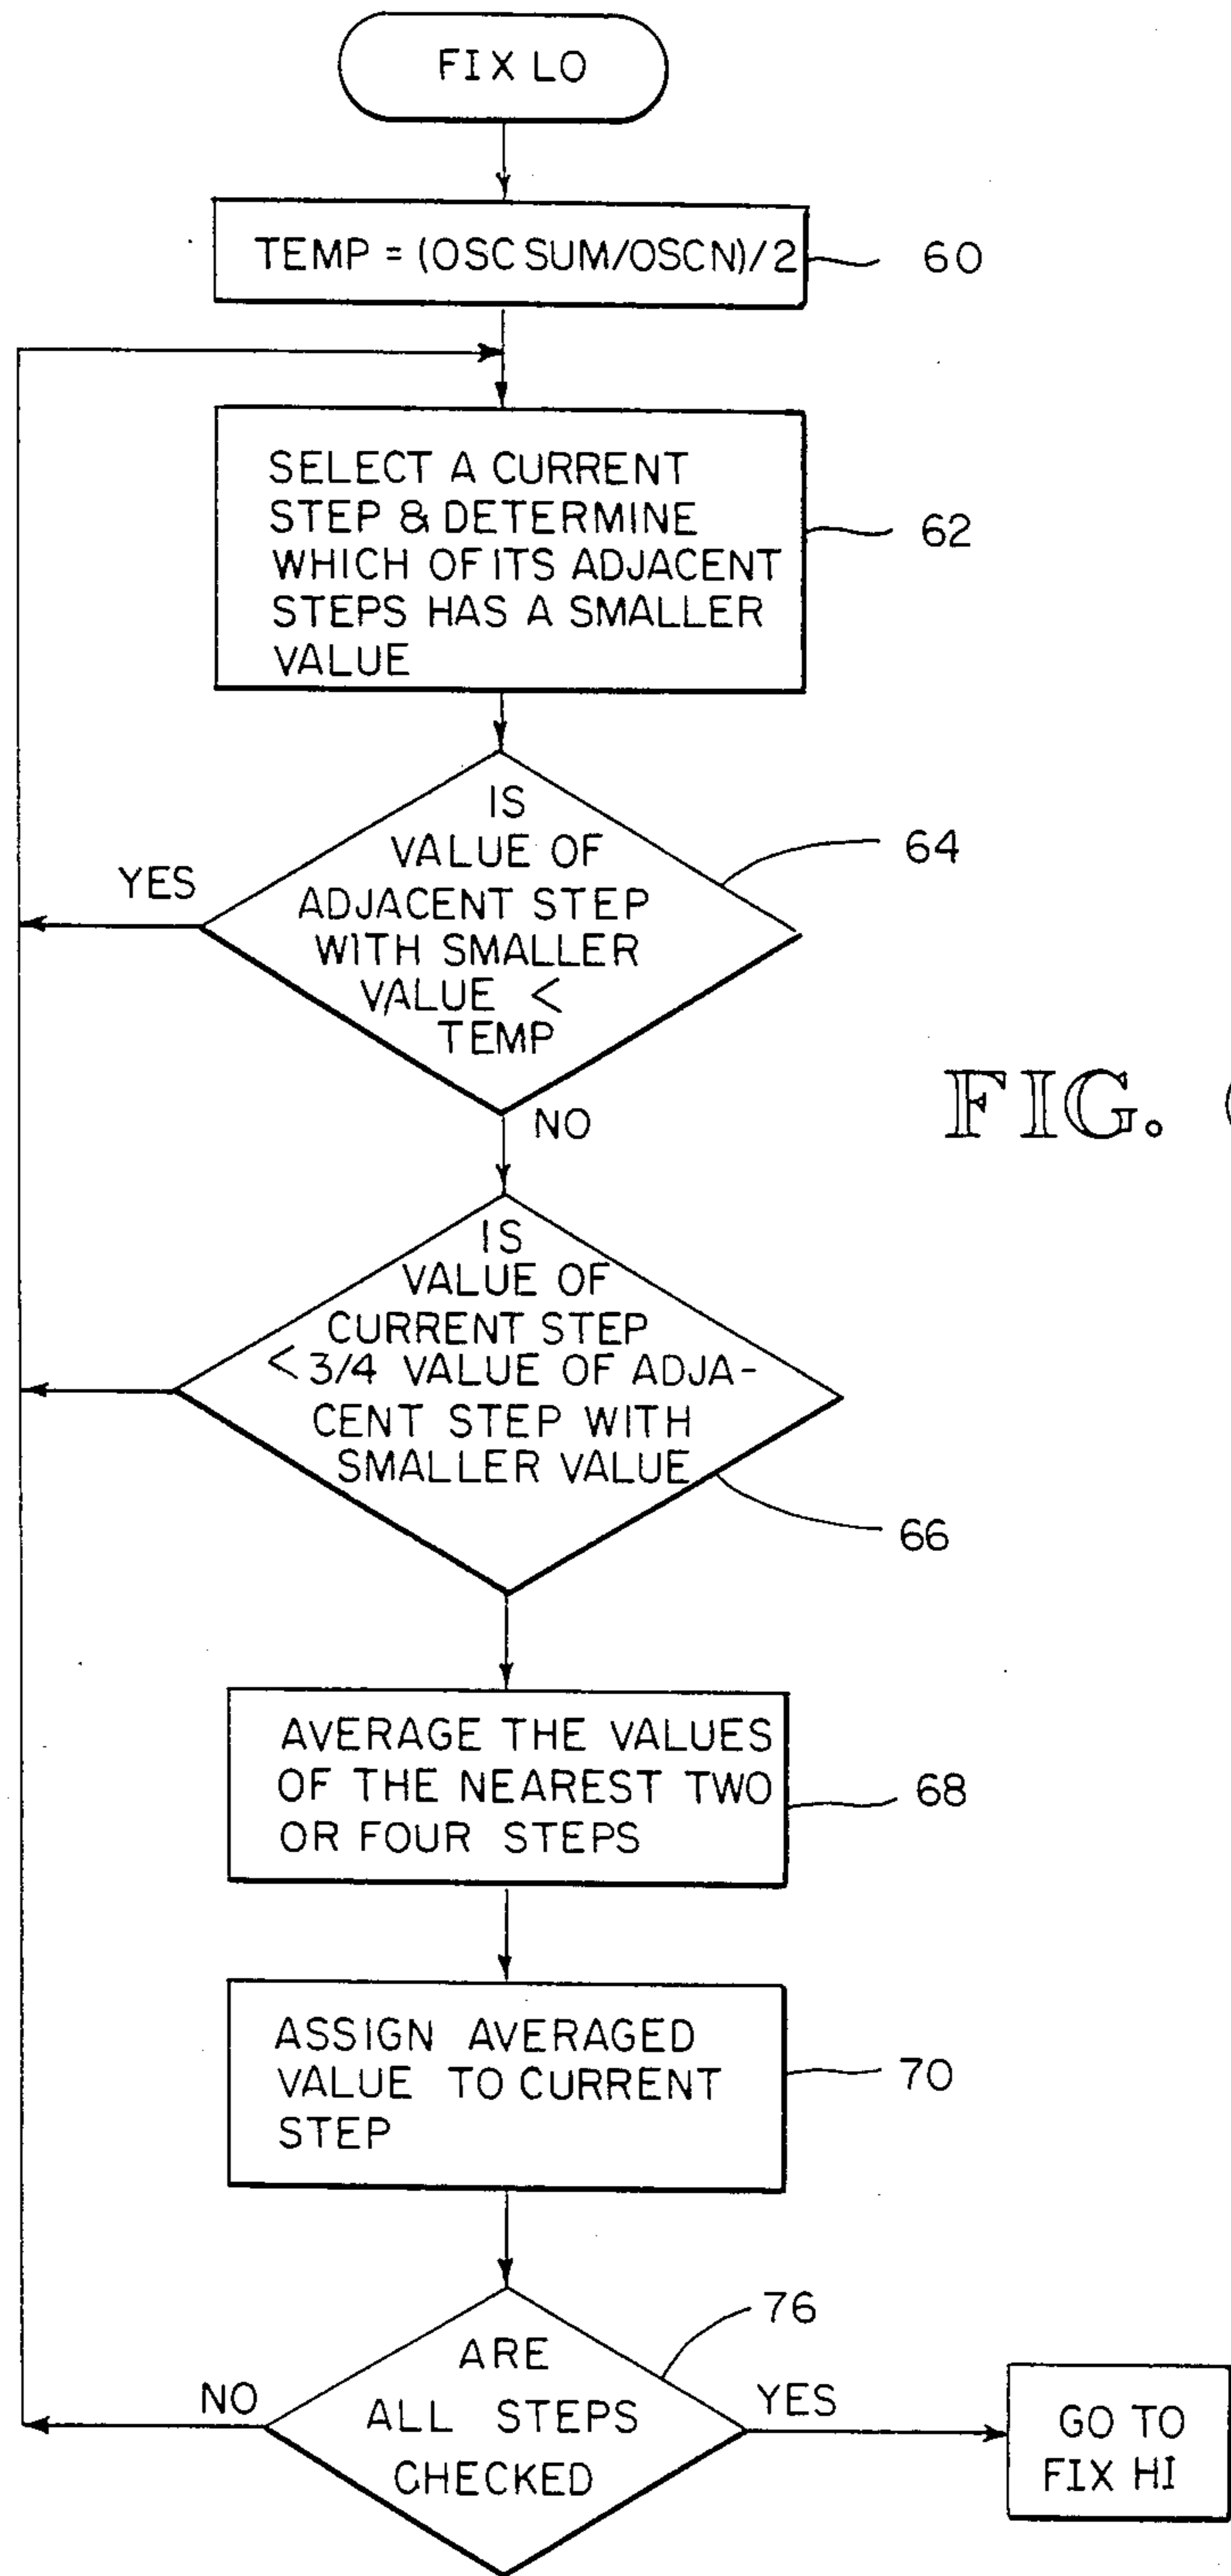 FIX LO
TEMP = (OSCSUM/OSCN)/2
60
SELECT A CURRENT
STEP & DETERMINE
WHICH OF ITS ADJACENT
STEPS HAS A SMALLER
VALUE
62
IS
VALUE OF
ADJACENT STEP
WITH SMALLER
VALUE <
TEMP
64
YES
NO
FIG.
IS
VALUE OF
CURRENT STEP
< 3/4 VALUE OF ADJA-
CENT STEP WITH
SMALLER VALUE
66
AVERAGE THE VALUES
OF THE NEAREST TWO
OR FOUR STEPS
68
ASSIGN AVERAGED
VALUE TO CURRENT
STEP
70
ARE
ALL STEPS
CHECKED
76
NO
YES
GO TO
FIX HI